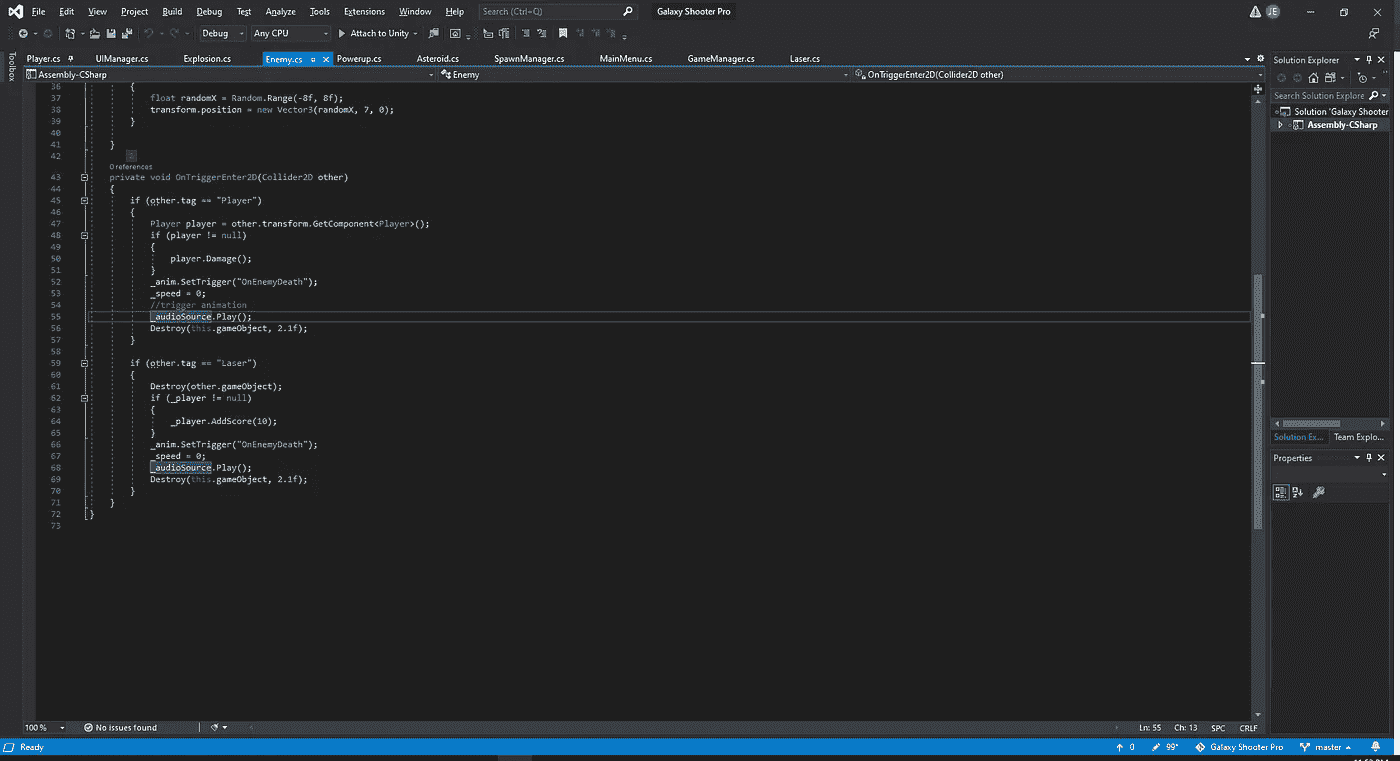 File Edit View Project Build Debug Test Analyze Tools Extensions Window Help Search (Ctrl+Q) Galaxy Shooter Pro JE
Debug Any CPU Attach to Unity
Toolbox
Player.cs UIManager.cs Explosion.cs Enemy.cs Powerup.cs Asteroid.cs SpawnManager.cs MainMenu.cs GameManager.cs Laser.cs
Assembly-CSharp Enemy OnTriggerEnter2D(Collider2D other)
36 {
37 float randomX = Random.Range(-8f, 8f);
38 transform.position = new Vector3(randomX, 7, 0);
39 }
40
41 }
42
0 references
43 private void OnTriggerEnter2D(Collider2D other)
44 {
45 if (other.tag == "Player")
46 {
47 Player player = other.transform.GetComponent<Player>();
48 if (player != null)
49 {
50 player.Damage();
51 }
52 _anim.SetTrigger("OnEnemyDeath");
53 _speed = 0;
54 //trigger animation
55 _audioSource.Play();
56 Destroy(this.gameObject, 2.1f);
57 }
58
59 if (other.tag == "Laser")
60 {
61 Destroy(other.gameObject);
62 if (_player != null)
63 {
64 _player.AddScore(10);
65 }
66 _anim.SetTrigger("OnEnemyDeath");
67 _speed = 0;
68 _audioSource.Play();
69 Destroy(this.gameObject, 2.1f);
70 }
71 }
72 }
73
Solution Explorer
Search Solution Explore
Solution 'Galaxy Shooter
Assembly-CSharp
Solution Ex... Team Explo...
Properties
100 % No issues found Ln: 55 Ch: 13 SPC CRLF
Ready 0 99* Galaxy Shooter Pro master